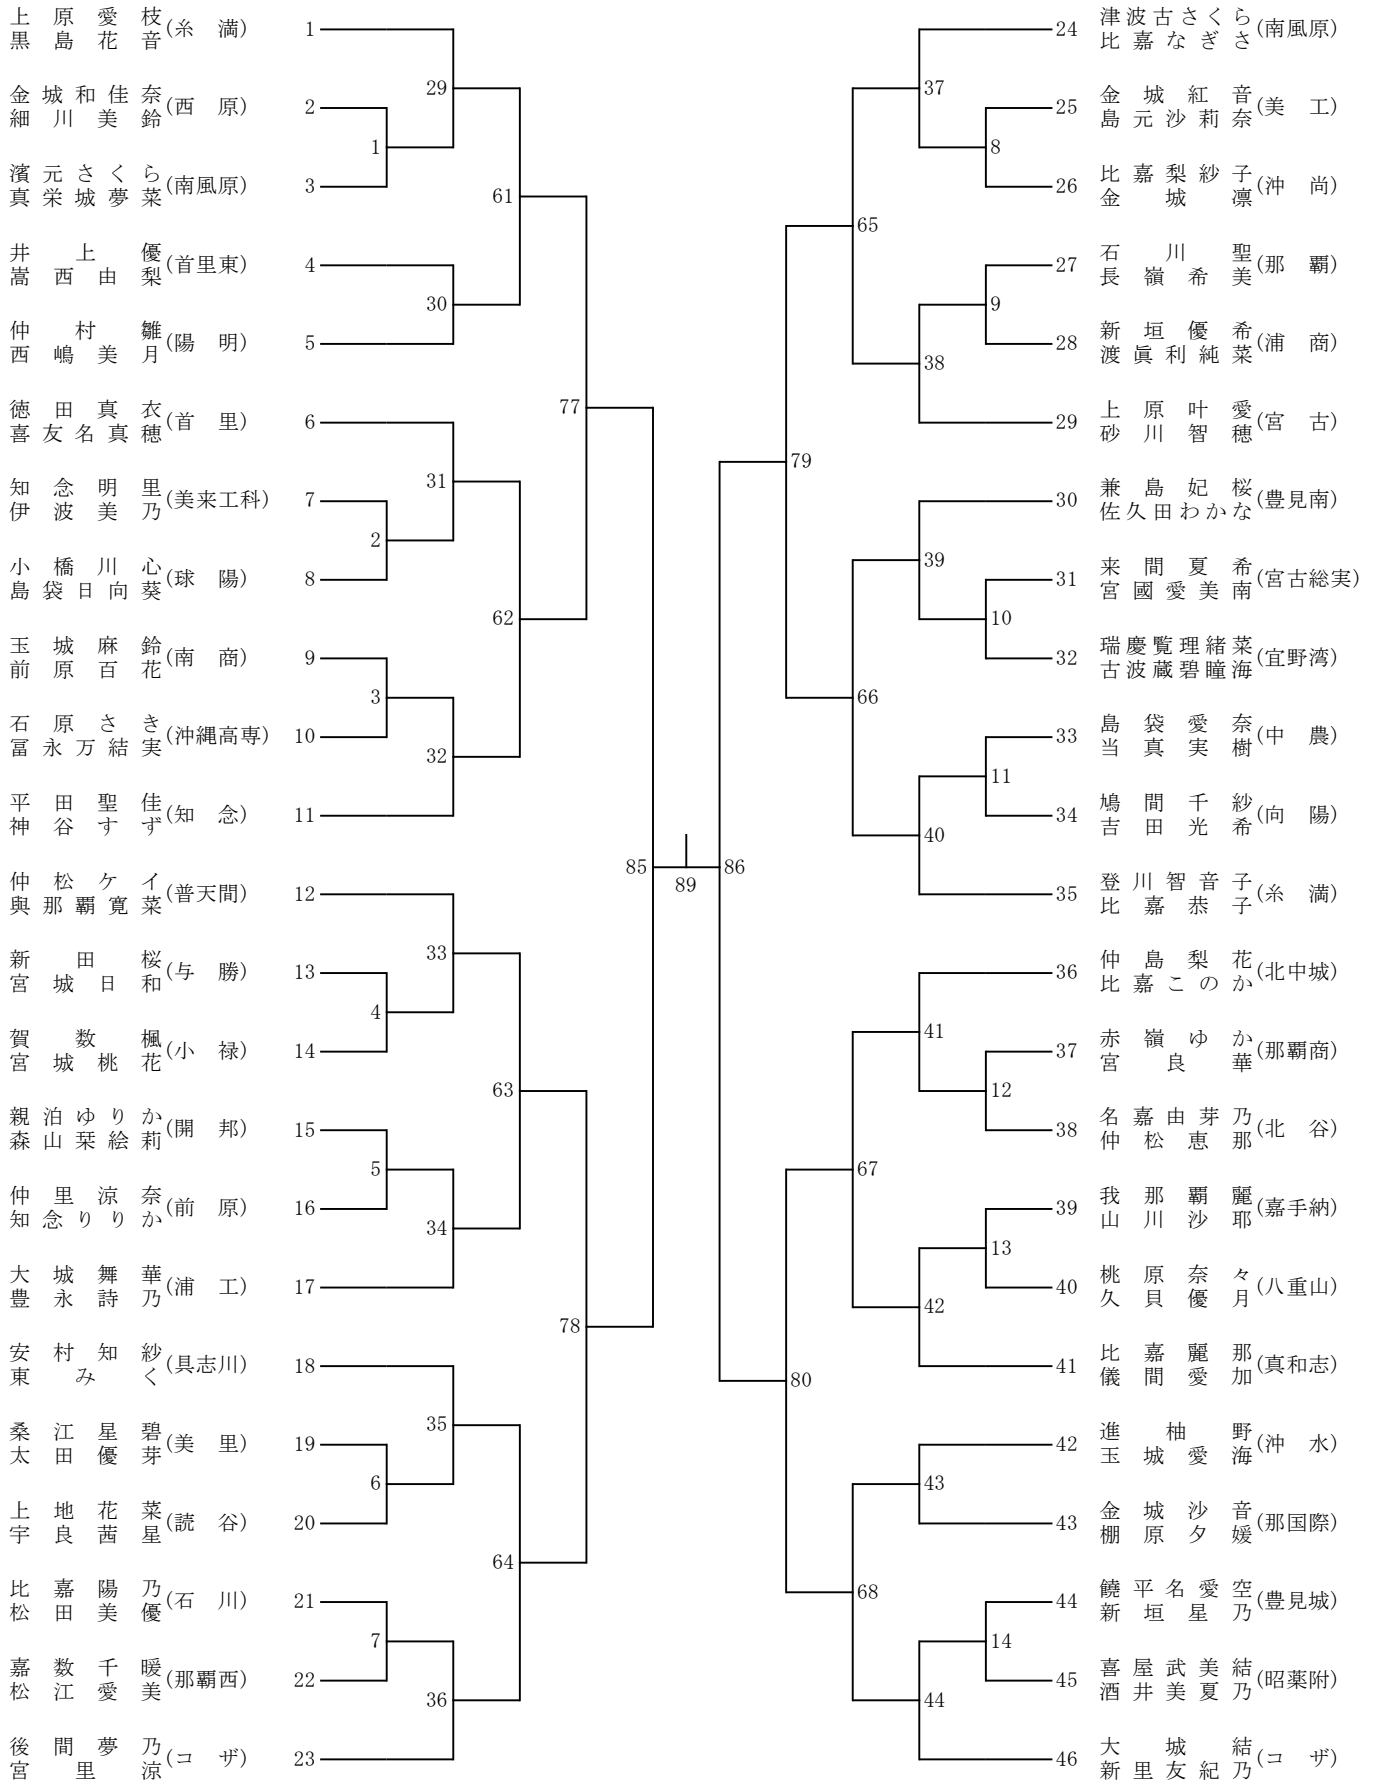 上原愛枝
黒島花音
(糸満)
1
金城和佳奈
細川美鈴
(西原)
2
濱元さくら
真栄城夢菜
(南風原)
3
井上優
嵩西由梨
(首里東)
4
仲村雛
西嶋美月
(陽明)
5
徳田真衣
喜友名真穂
(首里)
6
知念明里
伊波美乃
(美来工科)
7
小橋川心
島袋日向葵
(球陽)
8
玉城麻鈴
前原百花
(南商)
9
石原さき
冨永万結実
(沖縄高専)
10
平田聖佳
神谷すず
(知念)
11
仲松ケイ
與那覇寛菜
(普天間)
12
新田桜
宮城日和
(与勝)
13
賀数楓
宮城桃花
(小禄)
14
親泊ゆりか
森山栞絵莉
(開邦)
15
仲里涼奈
知念りりか
(前原)
16
大城舞華
豊永詩乃
(浦工)
17
安村知紗
東みく
(具志川)
18
桑江星碧
太田優芽
(美里)
19
上地花菜
宇良茜星
(読谷)
20
比嘉陽乃
松田美優
(石川)
21
嘉数千暖
松江愛美
(那覇西)
22
後間夢乃
宮里涼
(コザ)
23
1
2
3
4
5
6
7
29
30
31
32
33
34
35
36
61
62
63
64
77
78
85
89
86
79
80
65
66
67
68
37
38
39
40
41
42
43
44
8
9
10
11
12
13
14
24
津波古さくら
比嘉なぎさ
(南風原)
25
金城紅音
島元沙莉奈
(美工)
26
比嘉梨紗子
金城凛
(沖尚)
27
石川聖
長嶺希美
(那覇)
28
新垣優希
渡眞利純菜
(浦商)
29
上原叶愛
砂川智穂
(宮古)
30
兼島妃桜
佐久田わかな
(豊見南)
31
来間夏希
宮國愛美南
(宮古総実)
32
瑞慶覧理緒菜
古波蔵碧瞳海
(宜野湾)
33
島袋愛奈
当真実樹
(中農)
34
鳩間千紗
吉田光希
(向陽)
35
登川智音子
比嘉恭子
(糸満)
36
仲島梨花
比嘉このか
(北中城)
37
赤嶺ゆか
宮良華
(那覇商)
38
名嘉由芽乃
仲松恵那
(北谷)
39
我那覇麗
山川沙耶
(嘉手納)
40
桃原奈々
久貝優月
(八重山)
41
比嘉麗那
儀間愛加
(真和志)
42
進柚野
玉城愛海
(沖水)
43
金城沙音
棚原夕媛
(那国際)
44
饒平名愛空
新垣星乃
(豊見城)
45
喜屋武美結
酒井美夏乃
(昭薬附)
46
大城結
新里友紀乃
(コザ)